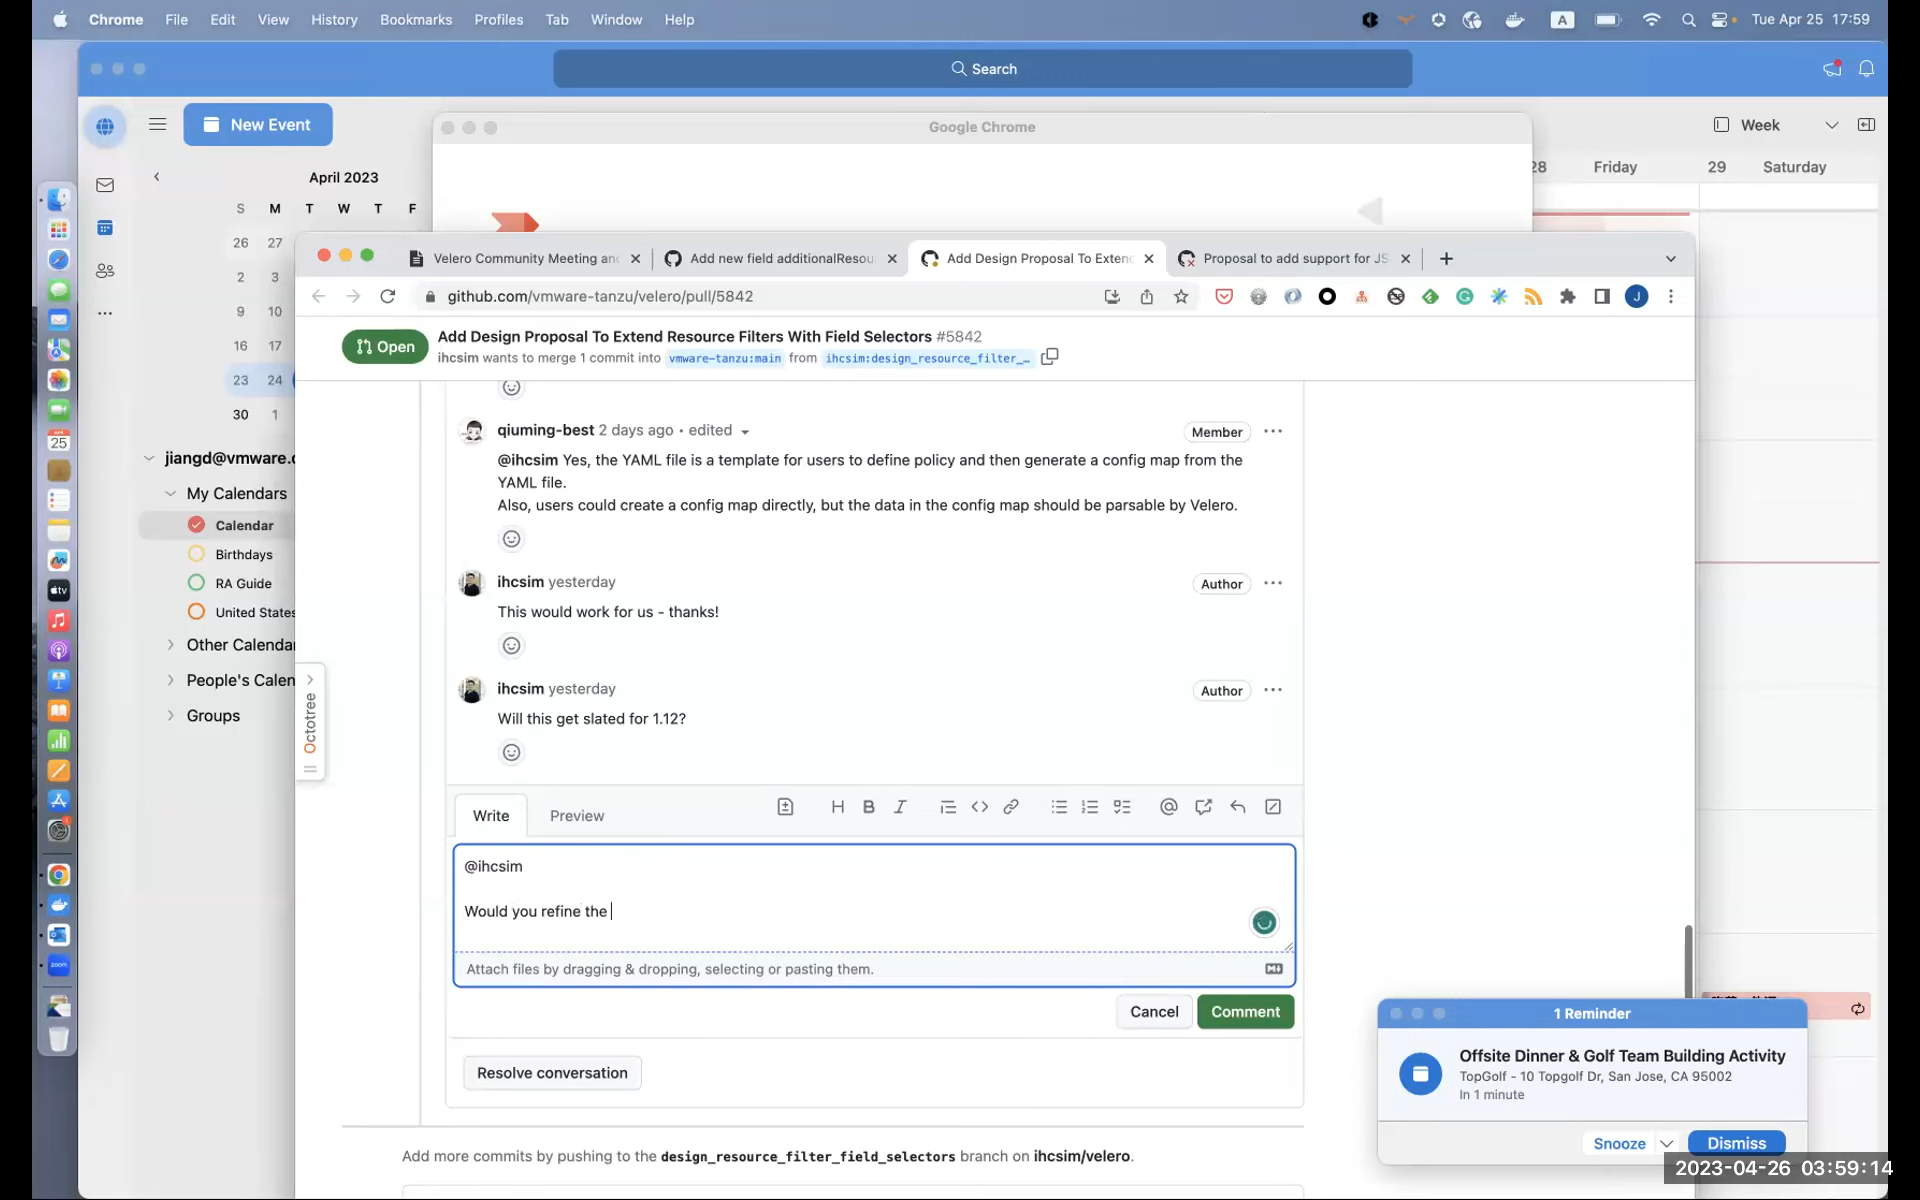 Chrome File Edit View History Bookmarks Profiles Tab Window Help
A
Tue Apr 25 17:59
Search
New Event
Google Chrome
Week
28 Friday 29 Saturday
April 2023
S M T W T F
26 27
2 3
9 10
16 17
23 24
30 1
jiangd@vmware.c
My Calendars
Calendar
Birthdays
RA Guide
United States
Other Calendar
People's Calen
Groups
25
tv
zoom
Velero Community Meeting and
Add new field additionalResou
Add Design Proposal To Exten
Proposal to add support for JS
github.com/vmware-tanzu/velero/pull/5842
J
Open
Add Design Proposal To Extend Resource Filters With Field Selectors #5842
ihcsim wants to merge 1 commit into vmware-tanzu:main from ihcsim:design_resource_filter_…
qiuming-best 2 days ago • edited
Member
@ihcsim Yes, the YAML file is a template for users to define policy and then generate a config map from the
YAML file.
Also, users could create a config map directly, but the data in the config map should be parsable by Velero.
ihcsim yesterday
Author
This would work for us - thanks!
ihcsim yesterday
Author
Will this get slated for 1.12?
Octotree
Write Preview
H B I
@ihcsim
Would you refine the
Attach files by dragging & dropping, selecting or pasting them.
Cancel Comment
Resolve conversation
Add more commits by pushing to the design_resource_filter_field_selectors branch on ihcsim/velero.
1 Reminder
Offsite Dinner & Golf Team Building Activity
TopGolf - 10 Topgolf Dr, San Jose, CA 95002
In 1 minute
Snooze Dismiss
2023-04-26 03:59:14